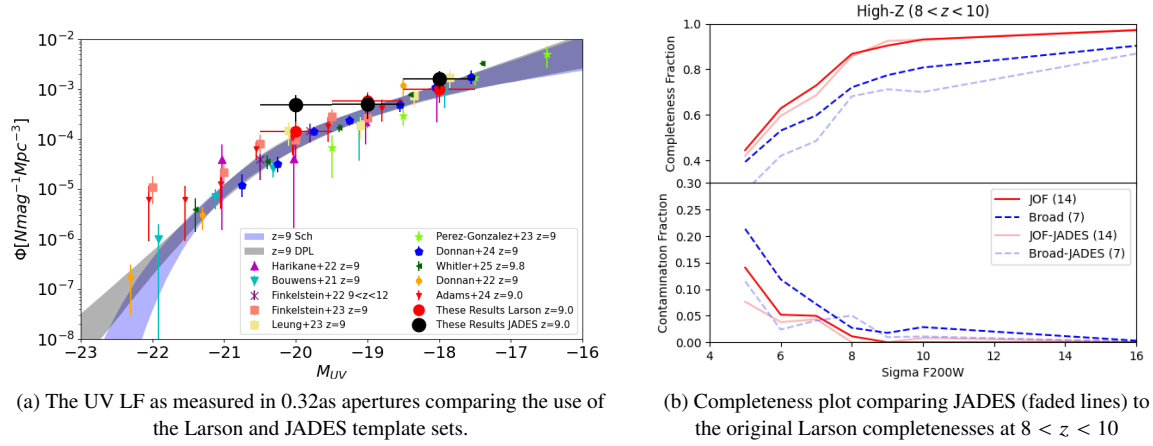 10⁻²
10⁻³
10⁻⁴
10⁻⁵
10⁻⁶
10⁻⁷
10⁻⁸
Φ[Nmag⁻¹Mpc⁻³]
z=9 Sch
z=9 DPL
Harikane+22 z=9
Bouwens+21 z=9
Finkelstein+22 9<z<12
Finkelstein+23 z=9
Leung+23 z=9
Perez-Gonzalez+23 z=9
Donnan+24 z=9
Whitler+25 z=9.8
Donnan+22 z=9
Adams+24 z=9.0
These Results Larson z=9.0
These Results JADES z=9.0
−23 −22 −21 −20 −19 −18 −17 −16
M_UV
(a) The UV LF as measured in 0.32as apertures comparing the use of
the Larson and JADES template sets.
High-Z (8 < z < 10)
1.0
0.8
0.6
0.4
Completeness Fraction
0.30
0.25
0.20
0.15
0.10
0.05
0.00
Contamination Fraction
JOF (14)
Broad (7)
JOF-JADES (14)
Broad-JADES (7)
4 6 8 10 12 14 16
Sigma F200W
(b) Completeness plot comparing JADES (faded lines) to
the original Larson completenesses at 8 < z < 10